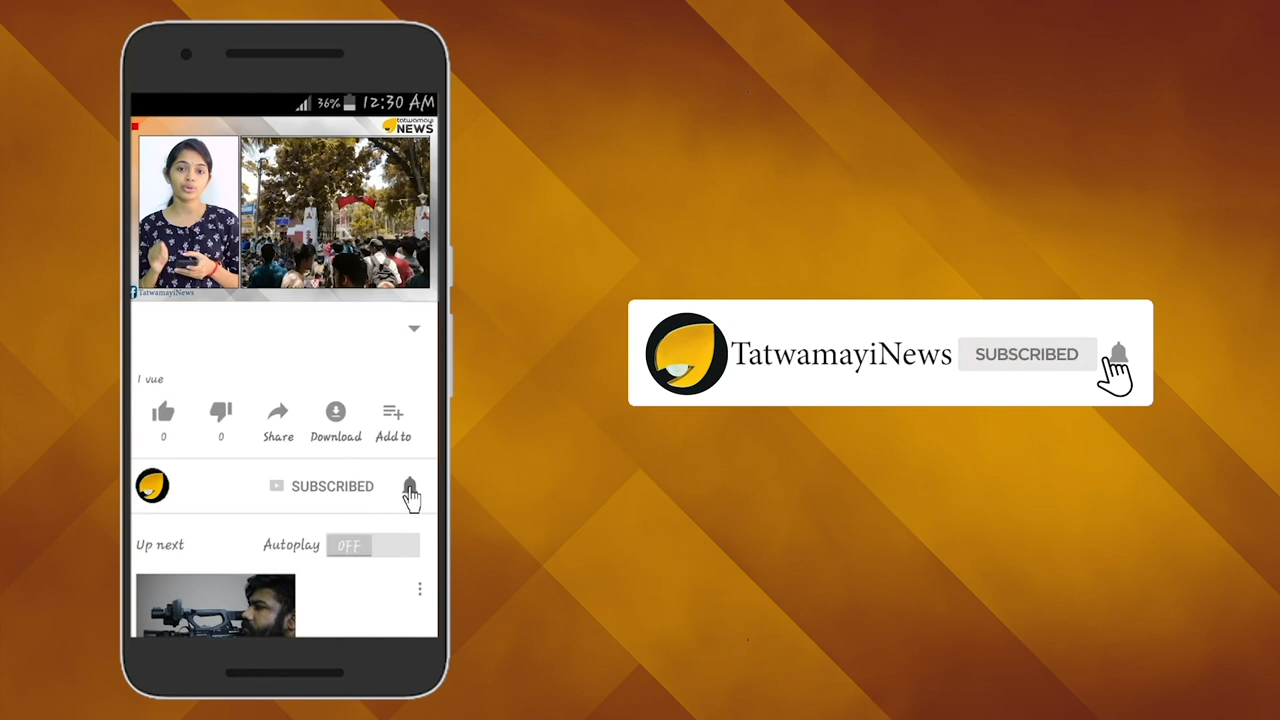 36% 12:30 AM
tatwamayi
NEWS
TatwamayiNews
1 vue
0
0
Share
Download
Add to
SUBSCRIBED
Up next
Autoplay
OFF
TatwamayiNews
SUBSCRIBED